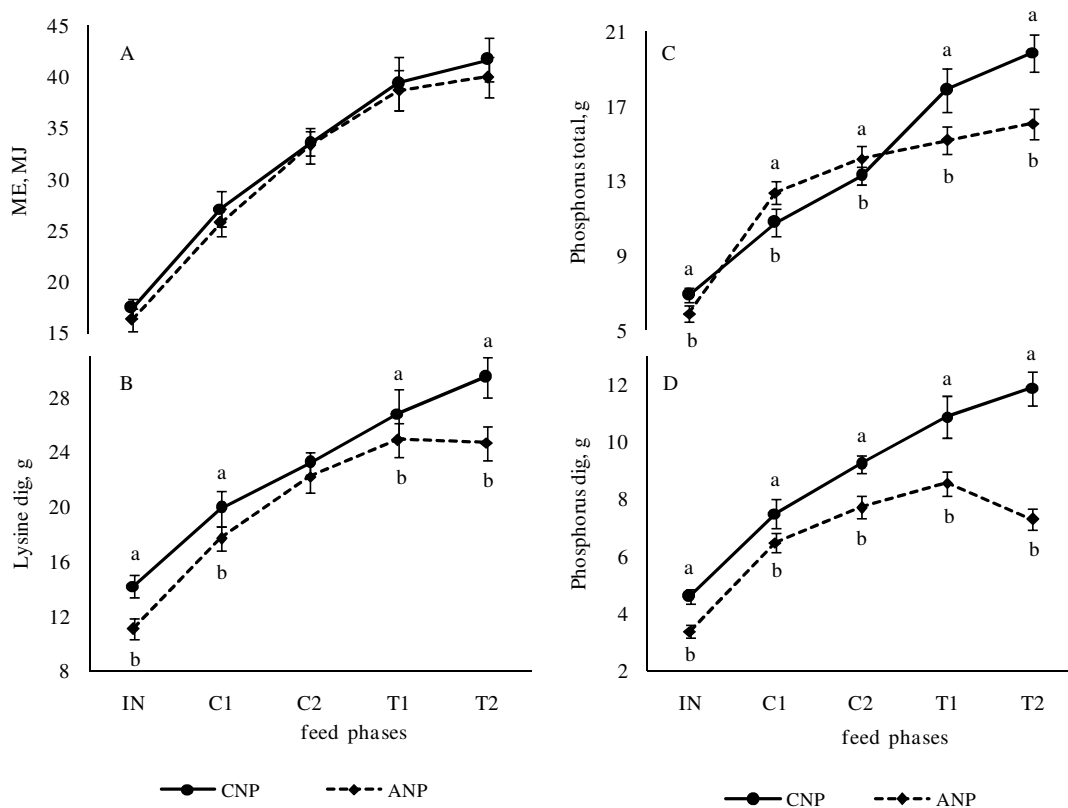 A
ME, MJ
45
40
35
30
25
20
15
B
Lysine dig, g
28
24
20
16
12
8
a
b
a
b
a
b
a
b
IN C1 C2 T1 T2
feed phases
CNP ANP
C
Phosphorus total, g
21
17
13
9
5
a
b
a
b
a
b
a
b
a
b
D
Phosphorus dig, g
12
10
8
6
4
2
a
b
a
b
a
b
a
b
a
b
IN C1 C2 T1 T2
feed phases
CNP ANP